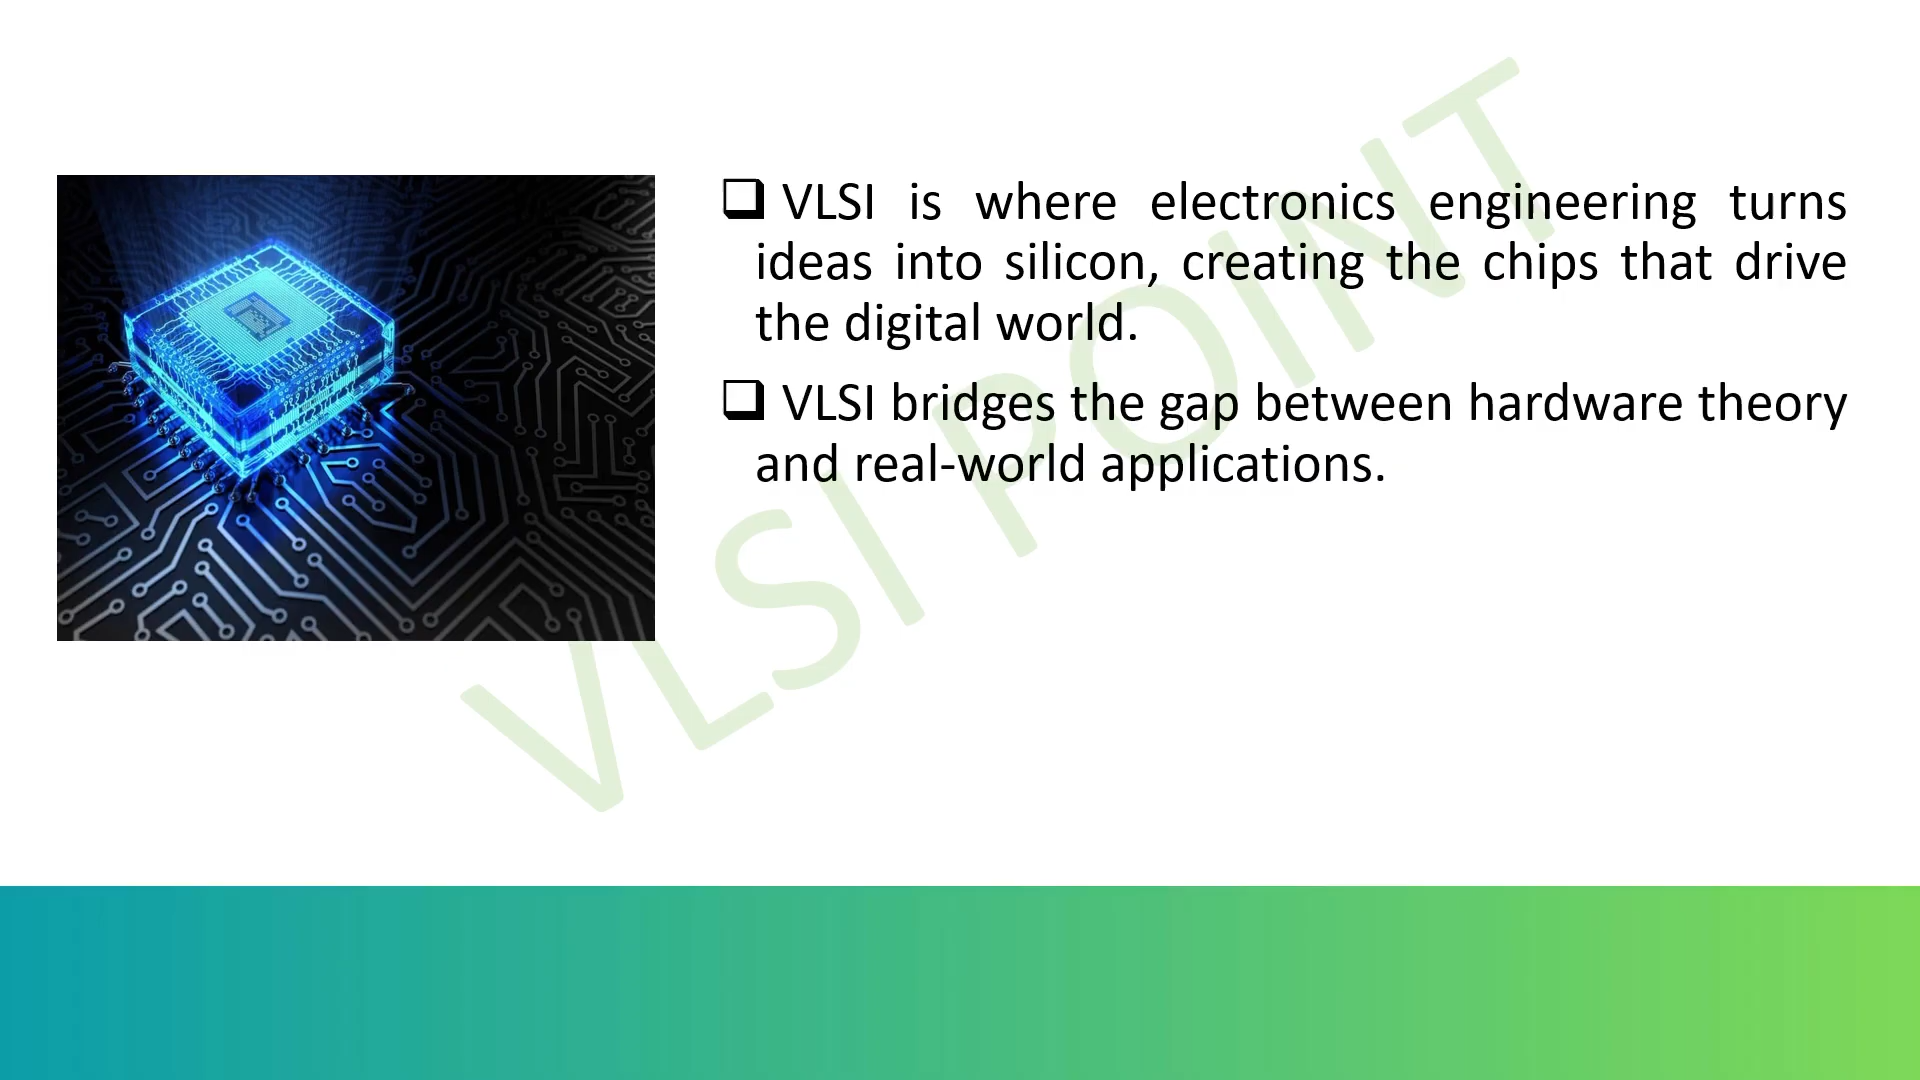 ❑ VLSI is where electronics engineering turns
ideas into silicon, creating the chips that drive
the digital world.
❑ VLSI bridges the gap between hardware theory
and real-world applications.
VLSI POINT